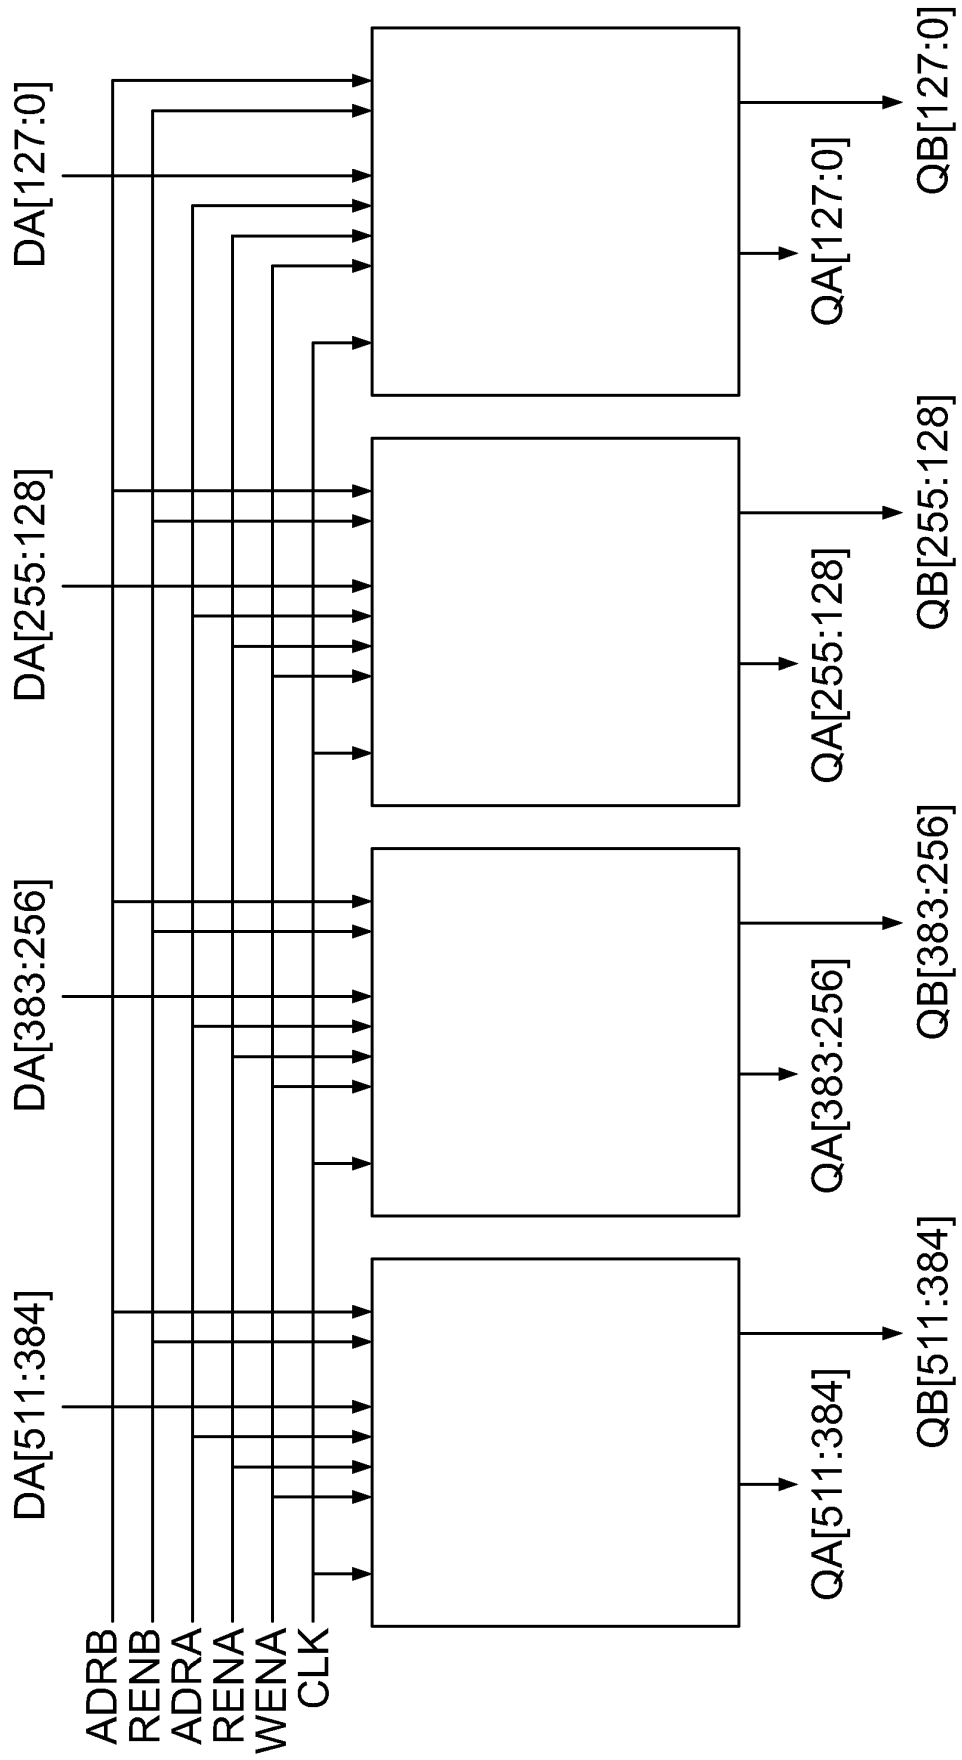 ADRB
RENB
ADRA
RENA
WENA
CLK
DA[511:384]
DA[383:256]
DA[255:128]
DA[127:0]
QA[511:384]
QA[383:256]
QA[255:128]
QA[127:0]
QB[511:384]
QB[383:256]
QB[255:128]
QB[127:0]